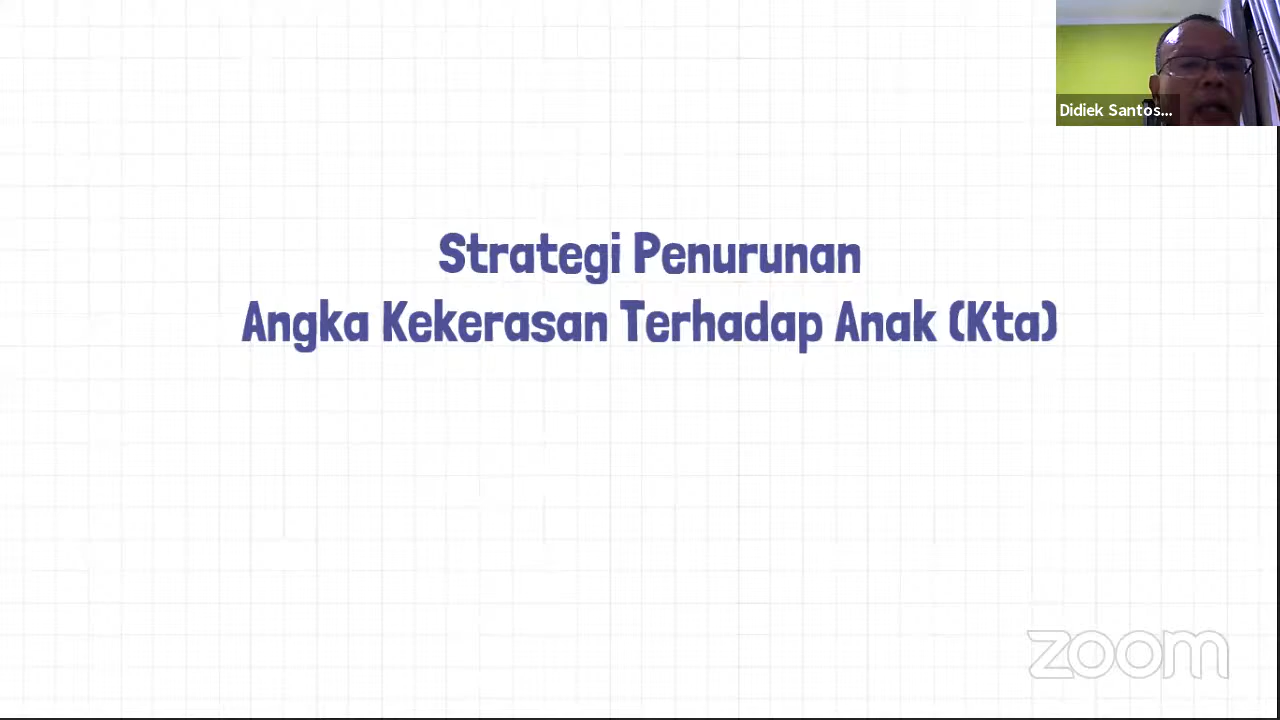 Didiek Santos...
Strategi Penurunan
Angka Kekerasan Terhadap Anak (Kta)
zoom